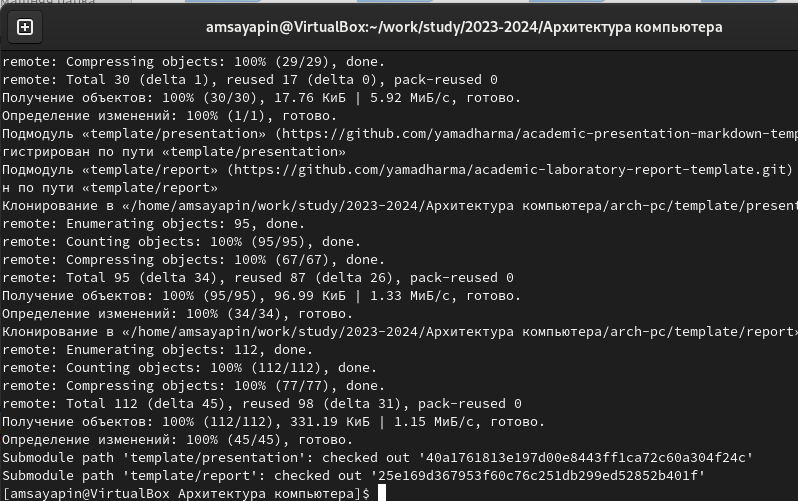 amsayapin@VirtualBox:~/work/study/2023-2024/Архитектура компьютера
remote: Compressing objects: 100% (29/29), done.
remote: Total 30 (delta 1), reused 17 (delta 0), pack-reused 0
Получение объектов: 100% (30/30), 17.76 КиБ | 5.92 МиБ/с, готово.
Определение изменений: 100% (1/1), готово.
Подмодуль «template/presentation» (https://github.com/yamadharma/academic-presentation-markdown-temp
гистрирован по пути «template/presentation»
Подмодуль «template/report» (https://github.com/yamadharma/academic-laboratory-report-template.git)
н по пути «template/report»
Клонирование в «/home/amsayapin/work/study/2023-2024/Архитектура компьютера/arch-pc/template/present
remote: Enumerating objects: 95, done.
remote: Counting objects: 100% (95/95), done.
remote: Compressing objects: 100% (67/67), done.
remote: Total 95 (delta 34), reused 87 (delta 26), pack-reused 0
Получение объектов: 100% (95/95), 96.99 КиБ | 1.33 МиБ/с, готово.
Определение изменений: 100% (34/34), готово.
Клонирование в «/home/amsayapin/work/study/2023-2024/Архитектура компьютера/arch-pc/template/report»
remote: Enumerating objects: 112, done.
remote: Counting objects: 100% (112/112), done.
remote: Compressing objects: 100% (77/77), done.
remote: Total 112 (delta 45), reused 98 (delta 31), pack-reused 0
Получение объектов: 100% (112/112), 331.19 КиБ | 1.15 МиБ/с, готово.
Определение изменений: 100% (45/45), готово.
Submodule path 'template/presentation': checked out '40a1761813e197d00e8443ff1ca72c60a304f24c'
Submodule path 'template/report': checked out '25e169d367953f60c76c251db299ed52852b401f'
[amsayapin@VirtualBox Архитектура компьютера]$